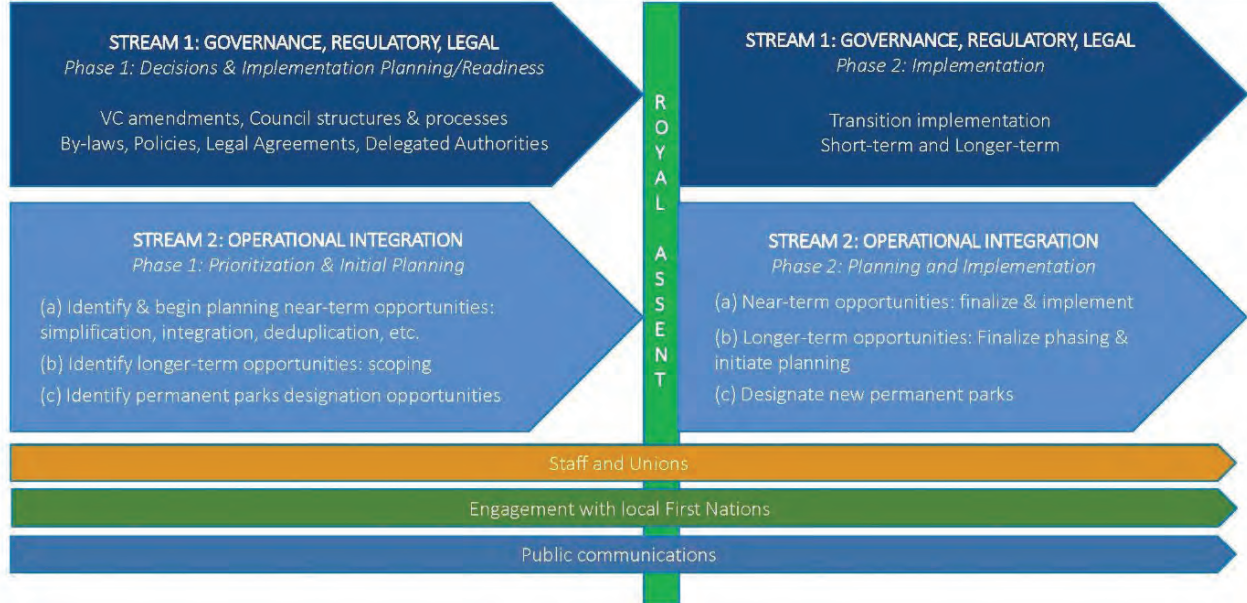 STREAM 1: GOVERNANCE, REGULATORY, LEGAL
Phase 1: Decisions & Implementation Planning/Readiness
VC amendments, Council structures & processes
By-laws, Policies, Legal Agreements, Delegated Authorities
STREAM 2: OPERATIONAL INTEGRATION
Phase 1: Prioritization & Initial Planning
(a) Identify & begin planning near-term opportunities:
simplification, integration, deduplication, etc.
(b) Identify longer-term opportunities: scoping
(c) Identify permanent parks designation opportunities
ROYAL ASSENT
STREAM 1: GOVERNANCE, REGULATORY, LEGAL
Phase 2: Implementation
Transition implementation
Short-term and Longer-term
STREAM 2: OPERATIONAL INTEGRATION
Phase 2: Planning and Implementation
(a) Near-term opportunities: finalize & implement
(b) Longer-term opportunities: Finalize phasing &
initiate planning
(c) Designate new permanent parks
Staff and Unions
Engagement with local First Nations
Public communications